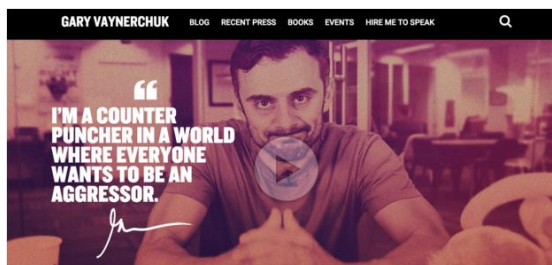 GARY VAYNERCHUK BLOG RECENT PRESS BOOKS EVENTS HIRE ME TO SPEAK
“
I'M A COUNTER
PUNCHER IN A WORLD
WHERE EVERYONE
WANTS TO BE AN
AGGRESSOR.